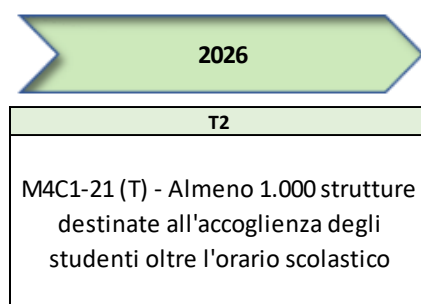 2026
T2
M4C1-21 (T) - Almeno 1.000 strutture
destinate all'accoglienza degli
studenti oltre l'orario scolastico